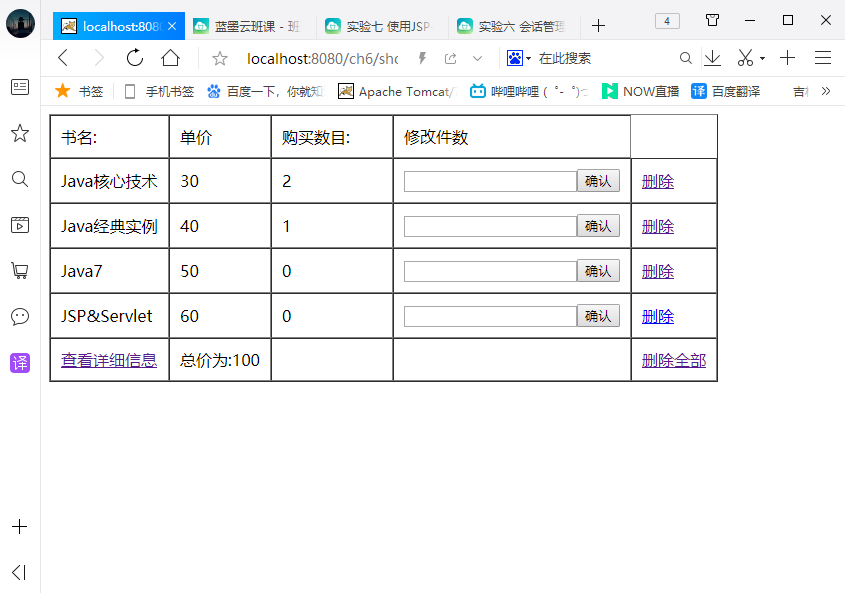 localhost:8080 蓝墨云班课 - 班 实验七 使用JSP 实验六 会话管理 4
localhost:8080/ch6/sho 在此搜索
书签 手机书签 百度一下，你就知 Apache Tomcat/ 哔哩哔哩 ( ゜- ゜)つ NOW直播 百度翻译
书名: 单价 购买数目: 修改件数
Java核心技术 30 2 确认 删除
Java经典实例 40 1 确认 删除
Java7 50 0 确认 删除
JSP&Servlet 60 0 确认 删除
查看详细信息 总价为:100 删除全部
译